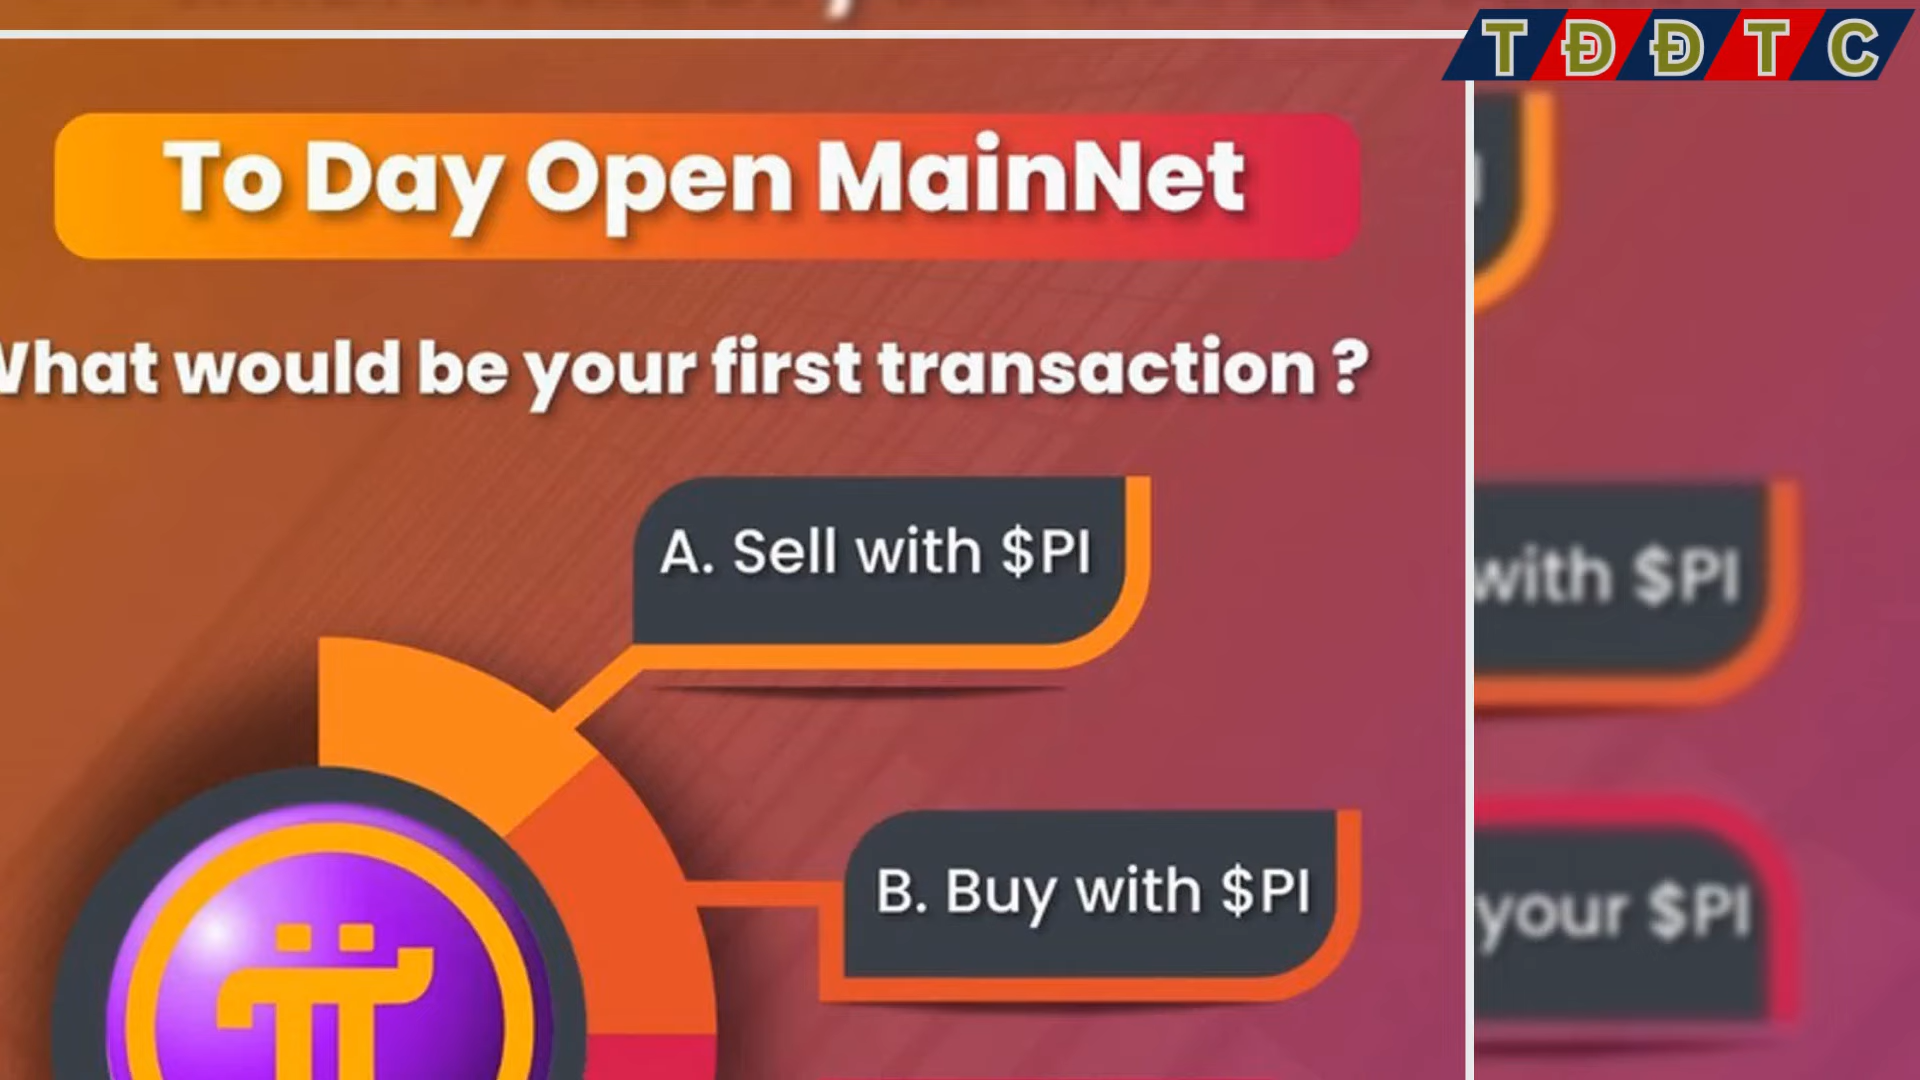 TĐĐTC
To Day Open MainNet
What would be your first transaction ?
A. Sell with $PI
with $PI
B. Buy with $PI
your $PI